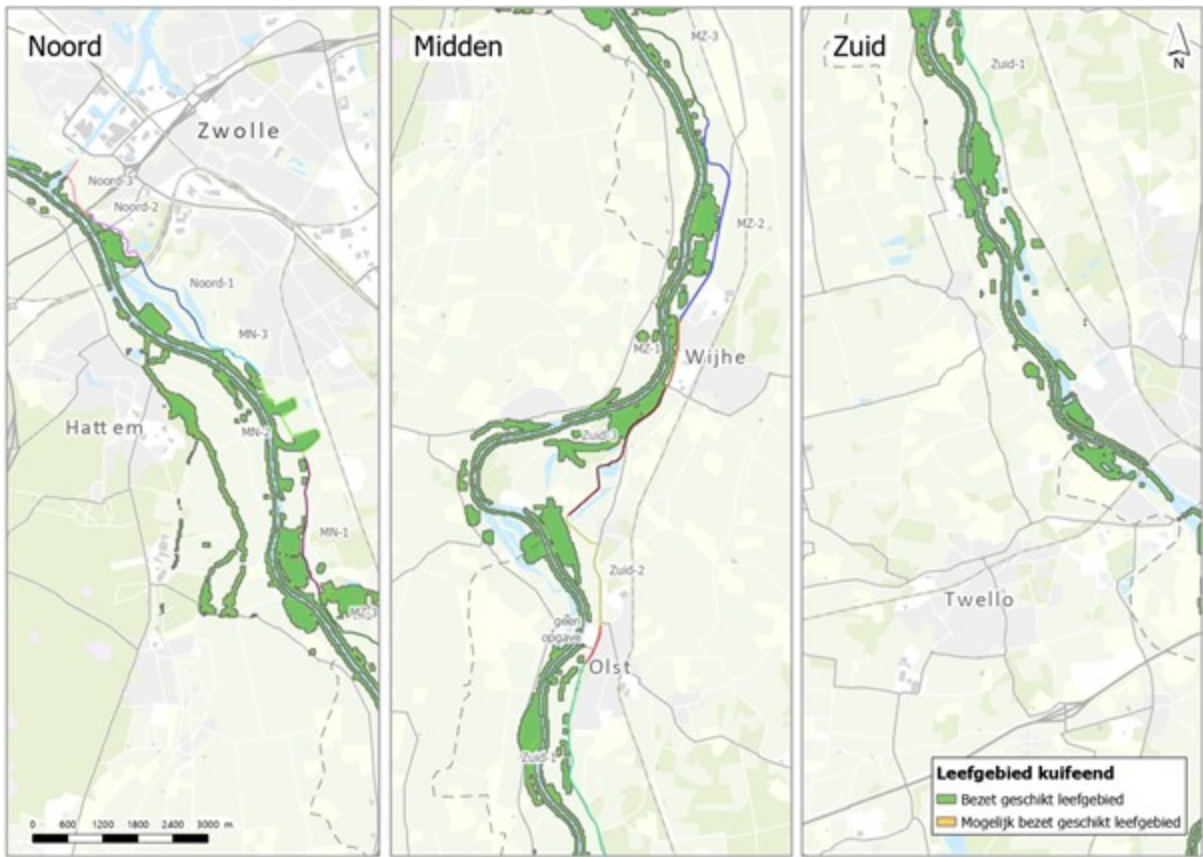 Noord
Zwolle
Noord-3
Noord-2
Noord-1
MN-3
Hattem
MN-2
MN-1
MZ-3
0 600 1200 1800 2400 3000 m
Midden
MZ-3
MZ-2
MZ-1
Wijhe
Zuid-3
Zuid-2
geen
opgave
Olst
Zuid-1
Zuid
N
Zuid-1
Twello
Leefgebied kuifeend
Bezet geschikt leefgebied
Mogelijk bezet geschikt leefgebied